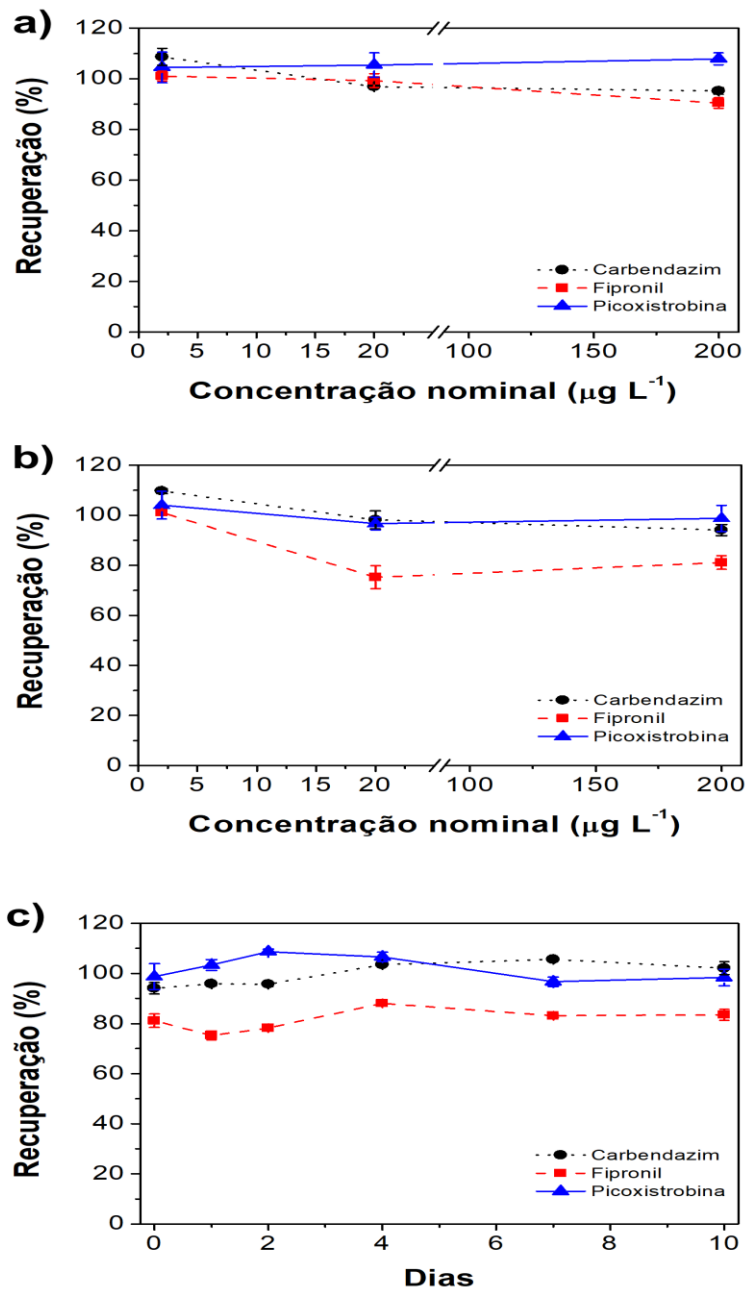 a)
120
100
80
60
40
20
0
Recuperação (%)
Carbendazim
Fipronil
Picoxistrobina
0 5 10 15 20 100 150 200
Concentração nominal (µg L⁻¹)
b)
120
100
80
60
40
20
0
Recuperação (%)
Carbendazim
Fipronil
Picoxistrobina
0 5 10 15 20 100 150 200
Concentração nominal (µg L⁻¹)
c)
120
100
80
60
40
20
0
Recuperação (%)
Carbendazim
Fipronil
Picoxistrobina
0 2 4 6 8 10
Dias